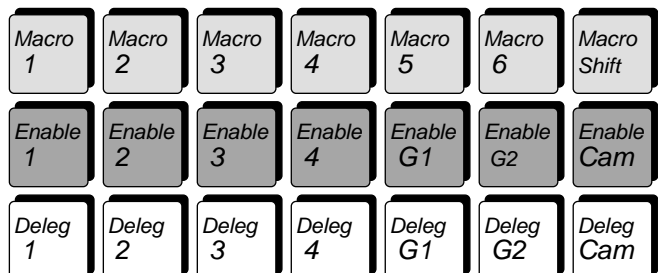 Macro Macro Macro Macro Macro Macro Macro
1 2 3 4 5 6 Shift
Enable Enable Enable Enable Enable Enable Enable
1 2 3 4 G1 G2 Cam
Deleg Deleg Deleg Deleg Deleg Deleg Deleg
1 2 3 4 G1 G2 Cam